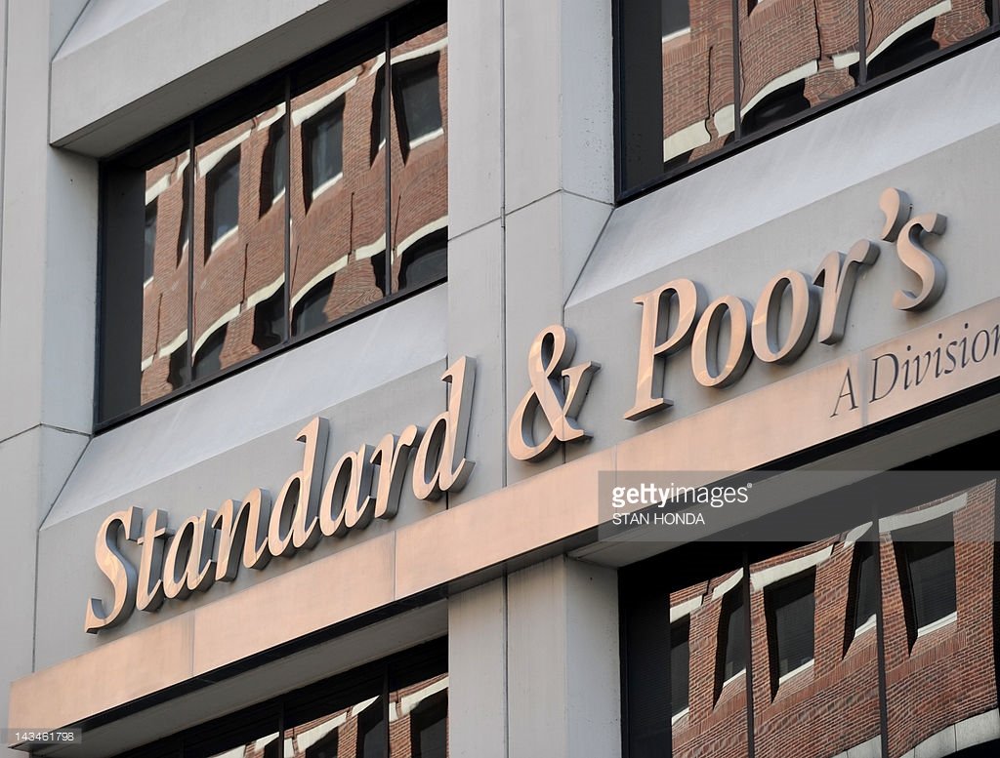 Standard & Poor's
A Division
gettyimages®
STAN HONDA
143461798